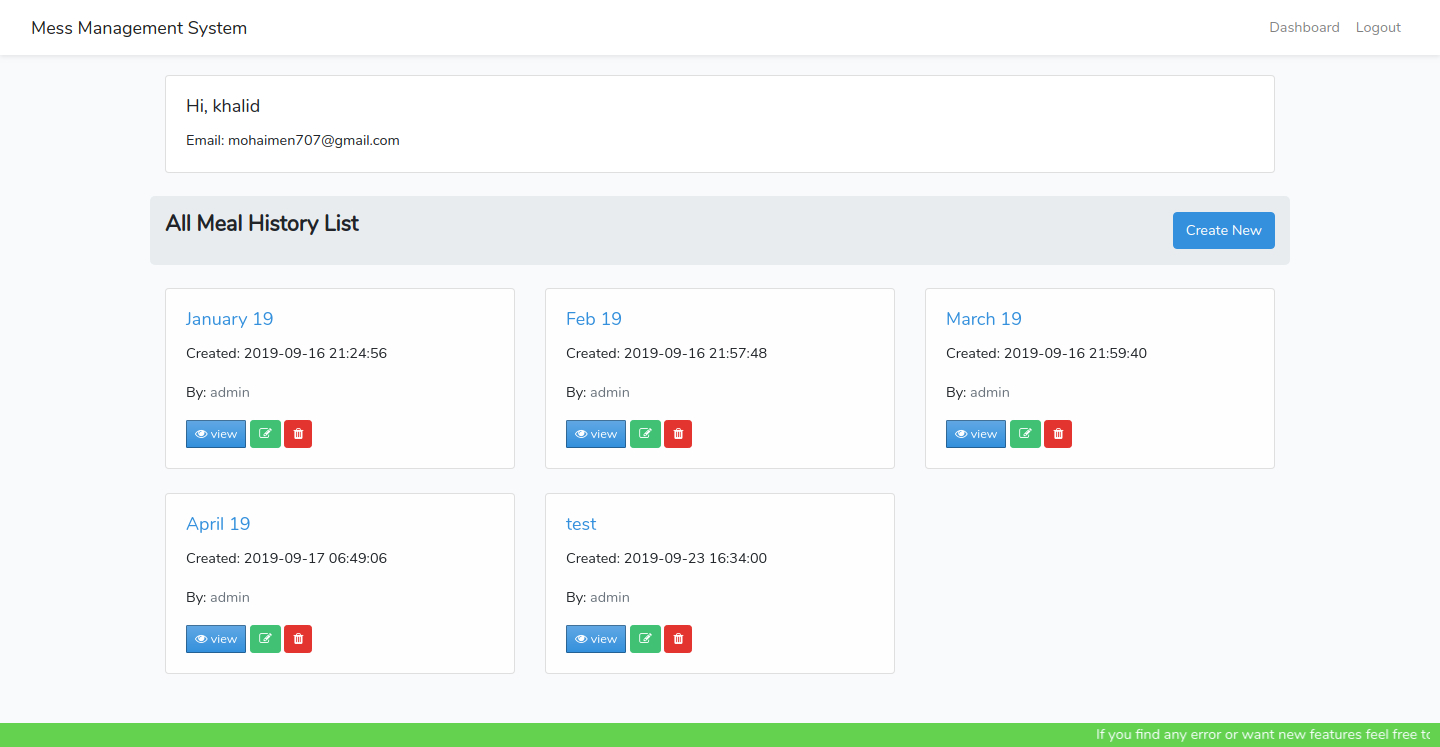 Mess Management System
Dashboard Logout
Hi, khalid
Email: mohaimen707@gmail.com
All Meal History List
Create New
January 19
Created: 2019-09-16 21:24:56
By: admin
view
Feb 19
Created: 2019-09-16 21:57:48
By: admin
view
March 19
Created: 2019-09-16 21:59:40
By: admin
view
April 19
Created: 2019-09-17 06:49:06
By: admin
view
test
Created: 2019-09-23 16:34:00
By: admin
view
If you find any error or want new features feel free to